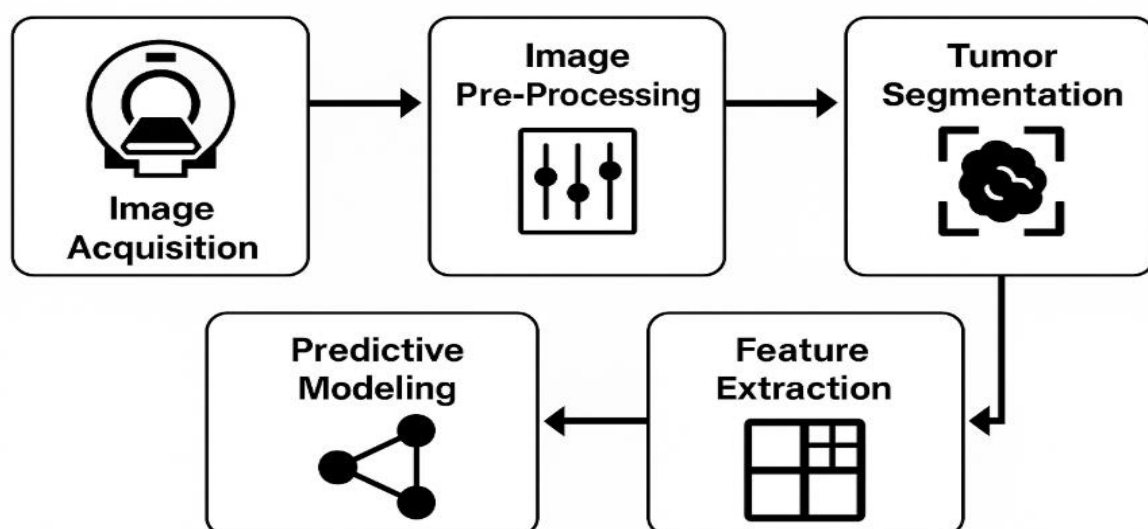 Image
Acquisition
Image
Pre-Processing
Tumor
Segmentation
Feature
Extraction
Predictive
Modeling